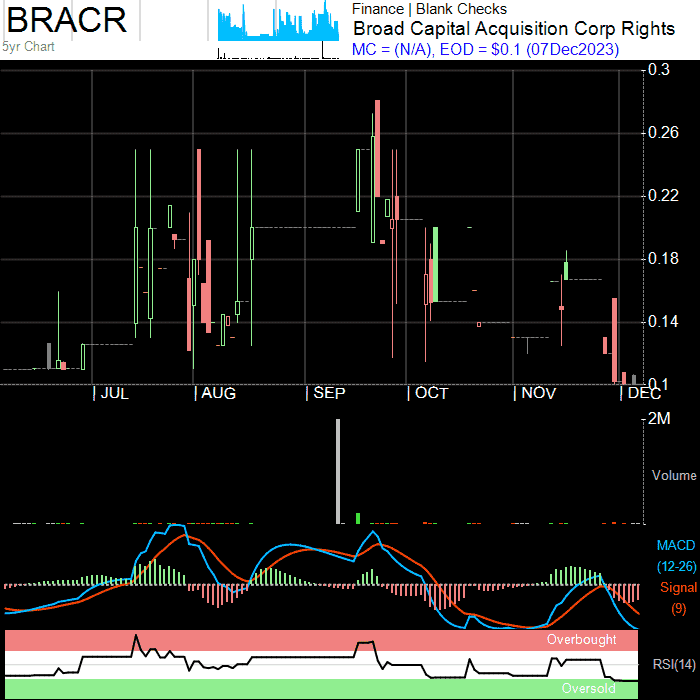 BRACR
5yr Chart
Finance | Blank Checks
Broad Capital Acquisition Corp Rights
MC = (N/A), EOD = $0.1 (07Dec2023)
0.3
0.26
0.22
0.18
0.14
0.1
JUL AUG SEP OCT NOV DEC
2M
Volume
MACD
(12-26)
Signal
(9)
Overbought
RSI(14)
Oversold